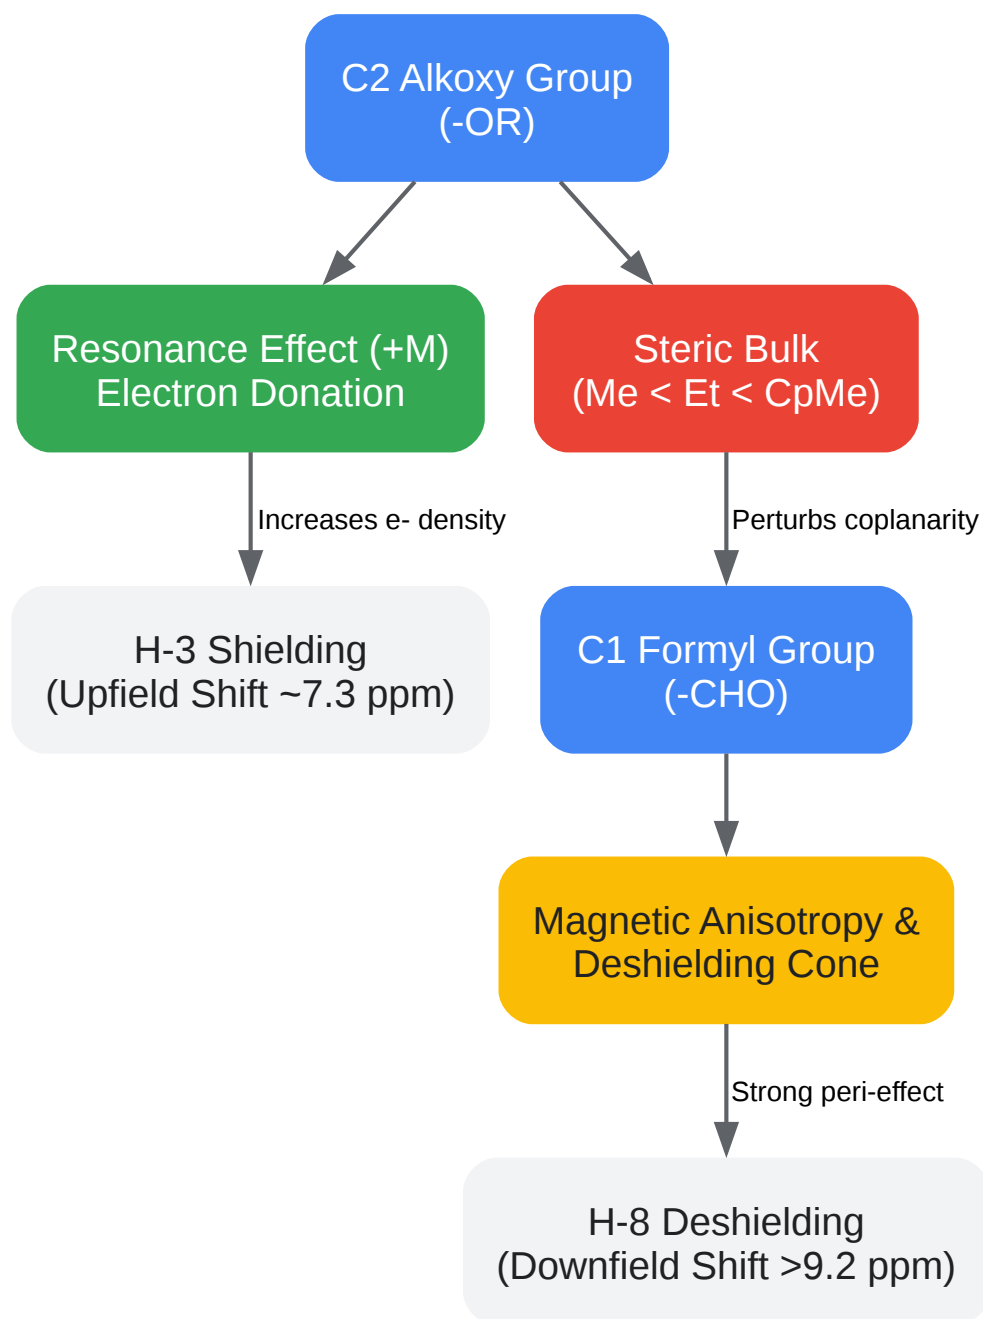 C2 Alkoxy Group
(-OR)
Resonance Effect (+M)
Electron Donation
Steric Bulk
(Me < Et < CpMe)
Increases e- density
Perturbs coplanarity
H-3 Shielding
(Upfield Shift ~7.3 ppm)
C1 Formyl Group
(-CHO)
Magnetic Anisotropy &
Deshielding Cone
Strong peri-effect
H-8 Deshielding
(Downfield Shift >9.2 ppm)